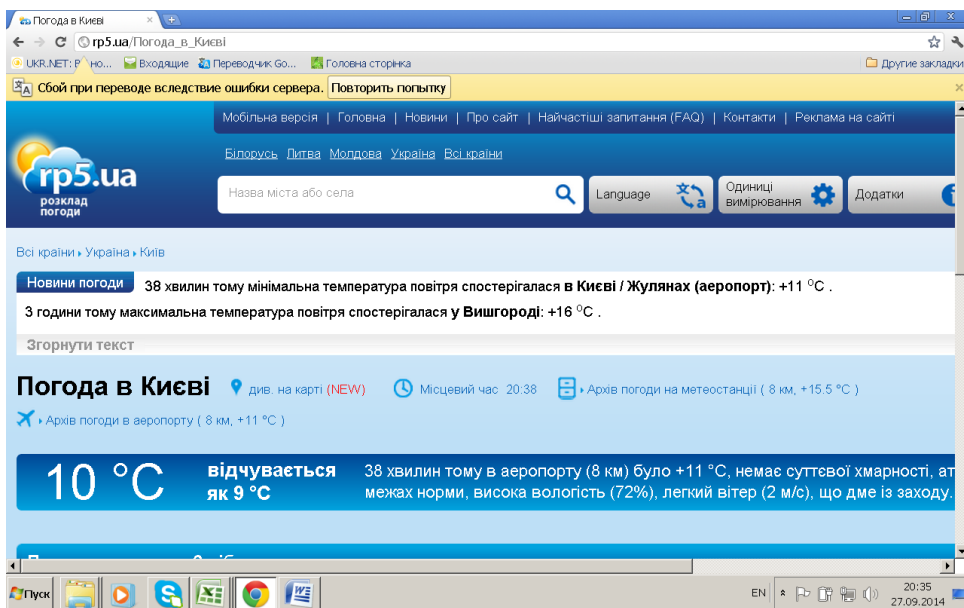 Погода в Києві
rp5.ua/Погода_в_Києві
UKR.NET: но... Входящие Переводчик Go... Головна сторінка Другие закладки
Сбой при переводе вследствие ошибки сервера. Повторить попытку
Мобільна версія | Головна | Новини | Про сайт | Найчастіші запитання (FAQ) | Контакти | Реклама на сайті
Білорусь Литва Молдова Україна Всі країни
rp5.ua
розклад
погоди
Назва міста або села
Language
Одиниці
вимірювання
Додатки
Всі країни Україна Київ
Новини погоди 38 хвилин тому мінімальна температура повітря спостерігалася в Києві / Жулянах (аеропорт): +11 °C .
3 години тому максимальна температура повітря спостерігалася у Вишгороді: +16 °C .
Згорнути текст
Погода в Києві див. на карті (NEW) Місцевий час 20:38 Архів погоди на метеостанції ( 8 км, +15.5 °C )
Архів погоди в аеропорту ( 8 км, +11 °C )
10 °C
відчувається
як 9 °C
38 хвилин тому в аеропорту (8 км) було +11 °C, немає суттєвої хмарності, ат
межах норми, висока вологість (72%), легкий вітер (2 м/с), що дме із заходу.
Пуск
EN
20:35
27.09.2014